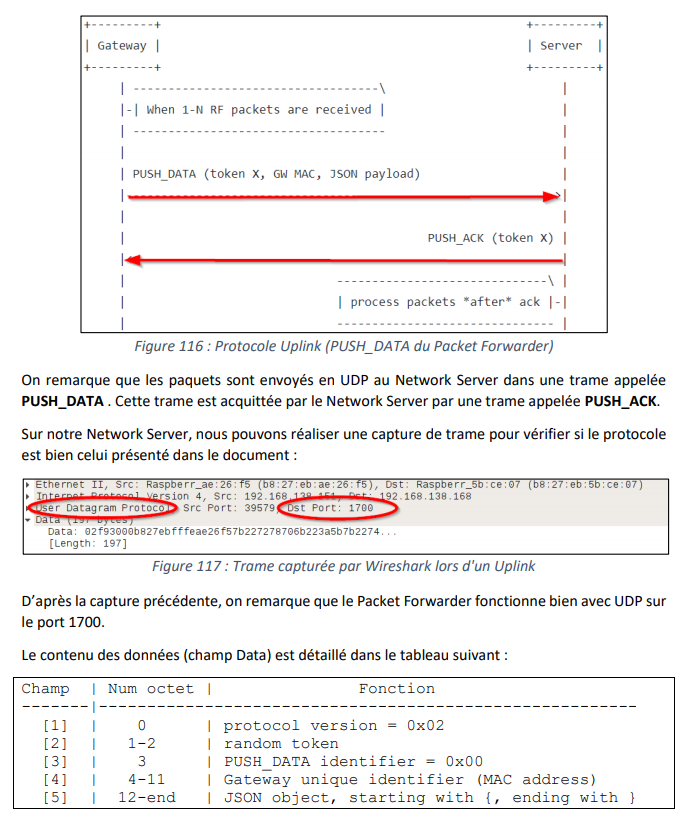 +---------+ +---------+
| Gateway | | Server |
+---------+ +---------+
| -----------------------------------\ |
|-| When 1-N RF packets are received | |
| ------------------------------------ |
| |
| PUSH_DATA (token X, GW MAC, JSON payload) |
PUSH_ACK (token X) |
| ------------------------------\ |
| | process packets *after* ack |-|
| ------------------------------- |
Figure 116 : Protocole Uplink (PUSH_DATA du Packet Forwarder)
On remarque que les paquets sont envoyés en UDP au Network Server dans une trame appelée
PUSH_DATA . Cette trame est acquittée par le Network Server par une trame appelée PUSH_ACK.
Sur notre Network Server, nous pouvons réaliser une capture de trame pour vérifier si le protocole
est bien celui présenté dans le document :
Ethernet II, Src: Raspberr_ae:26:f5 (b8:27:eb:ae:26:f5), Dst: Raspberr_5b:ce:07 (b8:27:eb:5b:ce:07)
Internet Protocol Version 4, Src: 192.168.138.151, Dst: 192.168.138.168
User Datagram Protocol, Src Port: 39579, Dst Port: 1700
Data (197 bytes)
Data: 02f93000b827ebfffeae26f57b227278706b223a5b7b2274...
[Length: 197]
Figure 117 : Trame capturée par Wireshark lors d'un Uplink
D'après la capture précédente, on remarque que le Packet Forwarder fonctionne bien avec UDP sur
le port 1700.
Le contenu des données (champ Data) est détaillé dans le tableau suivant :
Champ | Num octet | Fonction
-------|---------------------------------------------------------
[1] | 0 | protocol version = 0x02
[2] | 1-2 | random token
[3] | 3 | PUSH_DATA identifier = 0x00
[4] | 4-11 | Gateway unique identifier (MAC address)
[5] | 12-end | JSON object, starting with {, ending with }